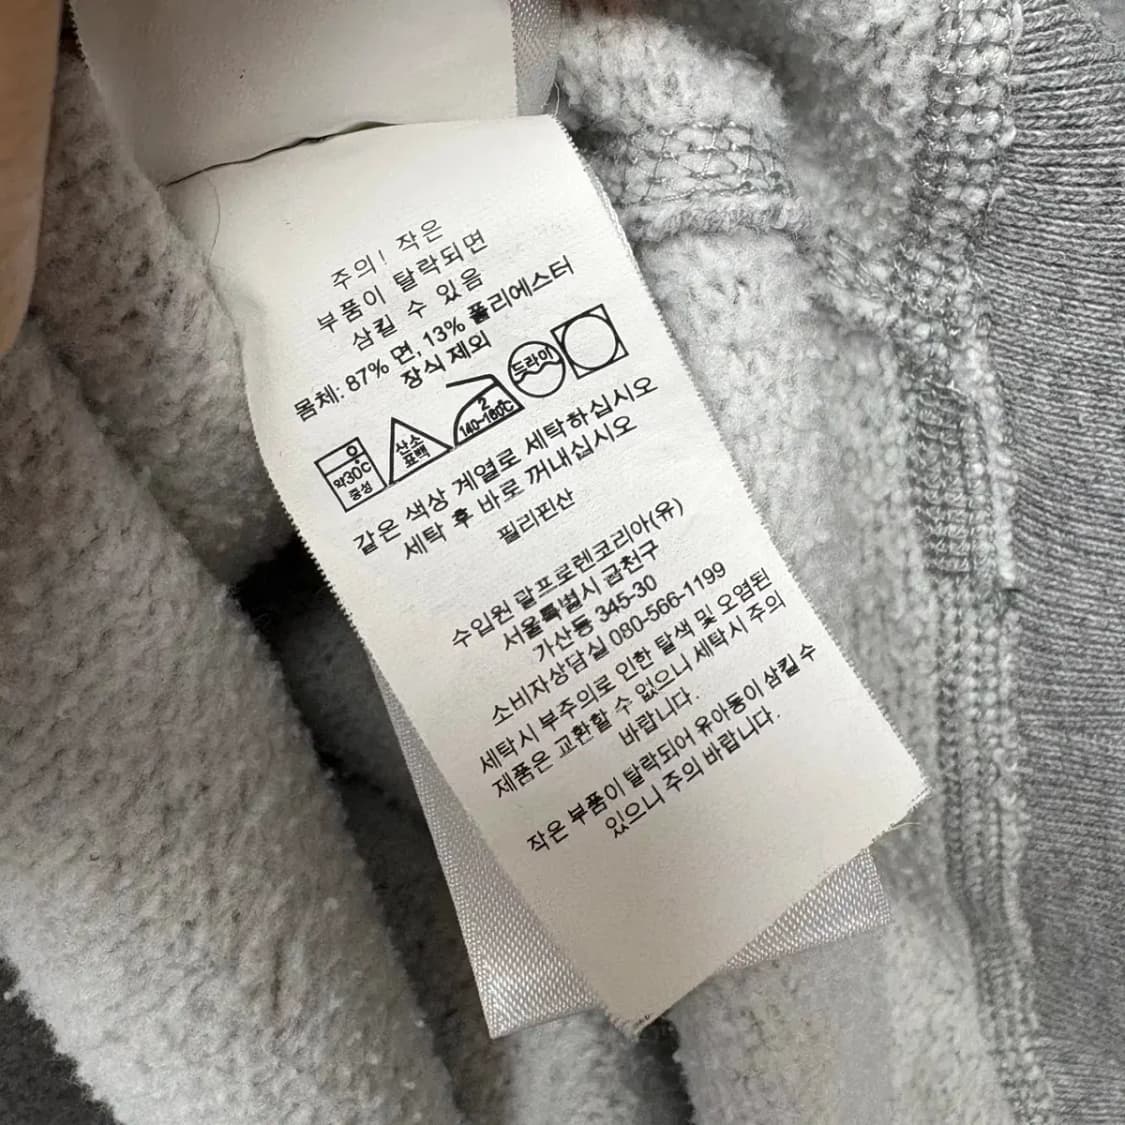 주의! 작은
부품이 탈락되면
삼킬 수 있음
몸체: 87% 면, 13% 폴리에스터
장식 제외
약30℃
중성
산소
표백
2
140~160℃
드라이
같은 색상 계열로 세탁하십시오
세탁 후 바로 꺼내십시오
필리핀산
수입원 랄프로렌코리아(유)
서울특별시 금천구
가산동 345-30
소비자상담실 080-566-1199
세탁시 부주의로 인한 탈색 및 오염된
제품은 교환할 수 없으니 세탁시 주의
바랍니다.
작은 부품이 탈락되어 유아동이 삼킬 수
있으니 주의 바랍니다.